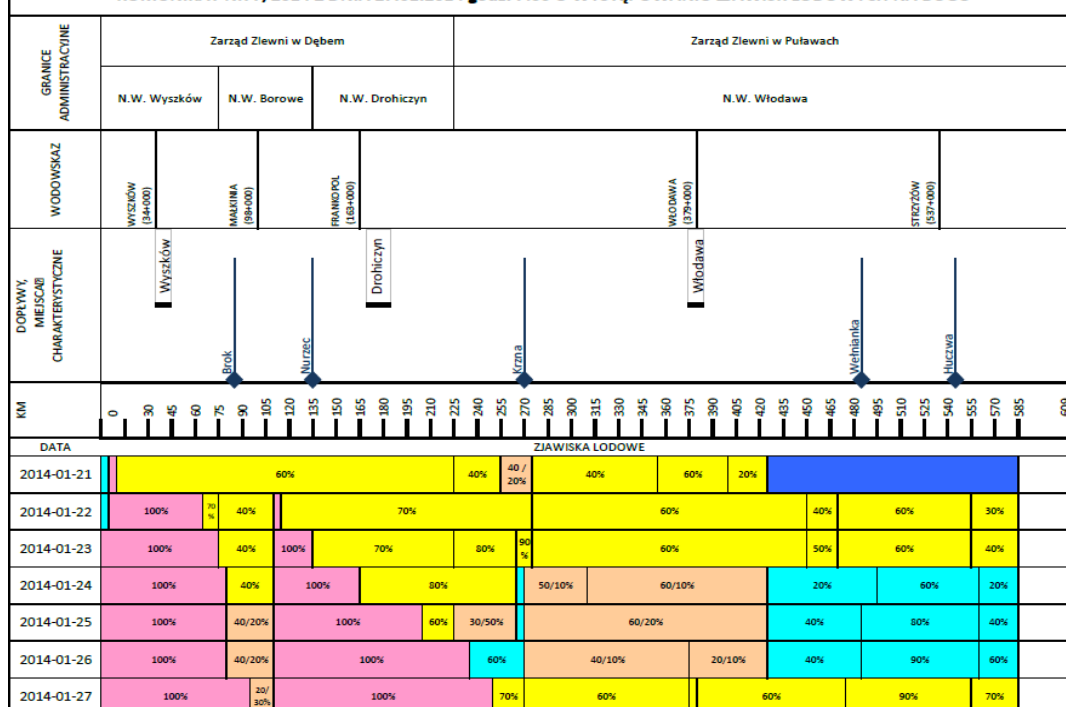 GRANICE
ADMINISTRACYJNE
Zarząd Zlewni w Dębem
Zarząd Zlewni w Puławach
N.W. Wyszków
N.W. Borowe
N.W. Drohiczyn
N.W. Włodawa
WODOWSKAZ
WYSZKÓW
(34+000)
MAŁKINIA
(98+000)
FRANKOPOL
(163+000)
WŁODAWA
(379+000)
STRZYŻÓW
(537+000)
DOPŁYWY,
MIEJSCA
CHARAKTERYSTYCZNE
Wyszków
Brok
Nurzec
Drohiczyn
Krzna
Włodawa
Wełnianka
Huczwa
KM
0 30 45 60 75 90 105 120 135 150 165 180 195 210 225 240 255 270 285 300 315 330 345 360 375 390 405 420 435 450 465 480 495 510 525 540 555 570 585 600
DATA
ZJAWISKA LODOWE
2014-01-21 60% 40% 40 / 20% 40% 60% 20%
2014-01-22 100% 70 % 40% 70% 60% 40% 60% 30%
2014-01-23 100% 40% 100% 70% 80% 90 % 60% 50% 60% 40%
2014-01-24 100% 40% 100% 80% 50/10% 60/10% 20% 60% 20%
2014-01-25 100% 40/20% 100% 60% 30/50% 60/20% 40% 80% 40%
2014-01-26 100% 40/20% 100% 60% 40/10% 20/10% 40% 90% 60%
2014-01-27 100% 20/ 30% 100% 70% 60% 60% 90% 70%